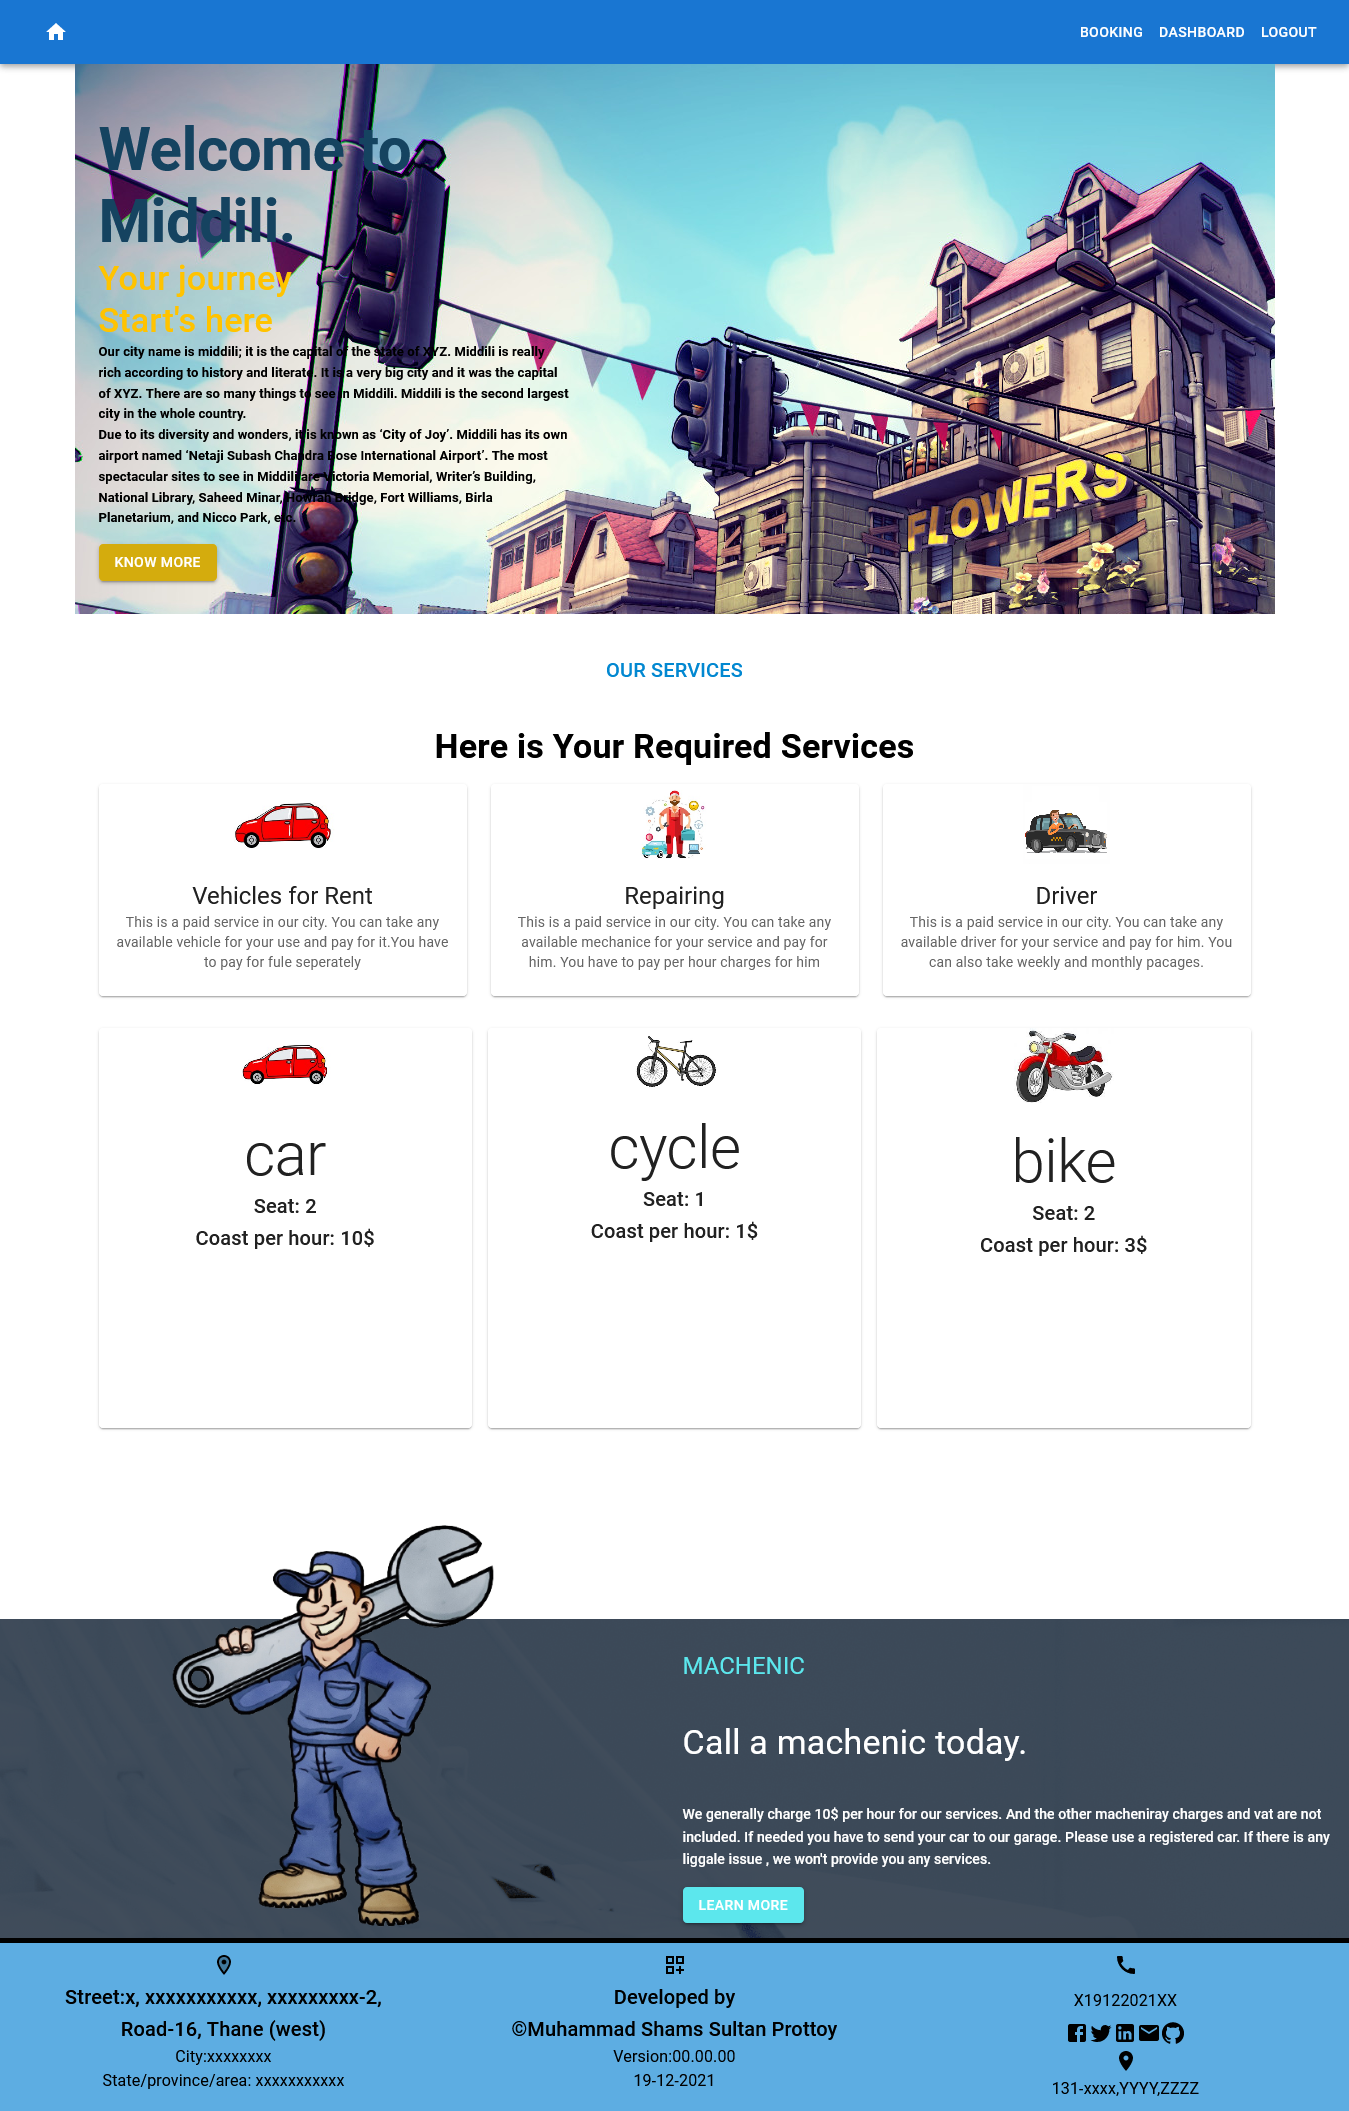 BOOKING DASHBOARD LOGOUT
Welcome to
Middili.
Your journey
Start's here
Our city name is middili; it is the capital of the state of XYZ. Middili is really
rich according to history and literate. It is a very big city and it was the capital
of XYZ. There are so many things to see in Middili. Middili is the second largest
city in the whole country.
Due to its diversity and wonders, it is known as ‘City of Joy’. Middili has its own
airport named ‘Netaji Subash Chandra Bose International Airport’. The most
spectacular sites to see in Middili are Victoria Memorial, Writer’s Building,
National Library, Saheed Minar, Howrah Bridge, Fort Williams, Birla
Planetarium, and Nicco Park, etc.
KNOW MORE
FLOWERS
OUR SERVICES
Here is Your Required Services
Vehicles for Rent
This is a paid service in our city. You can take any
available vehicle for your use and pay for it.You have
to pay for fule seperately
Repairing
This is a paid service in our city. You can take any
available mechanice for your service and pay for
him. You have to pay per hour charges for him
Driver
This is a paid service in our city. You can take any
available driver for your service and pay for him. You
can also take weekly and monthly pacages.
car
Seat: 2
Coast per hour: 10$
cycle
Seat: 1
Coast per hour: 1$
bike
Seat: 2
Coast per hour: 3$
MACHENIC
Call a machenic today.
We generally charge 10$ per hour for our services. And the other macheniray charges and vat are not
included. If needed you have to send your car to our garage. Please use a registered car. If there is any
liggale issue , we won't provide you any services.
LEARN MORE
Street:x, xxxxxxxxxxx, xxxxxxxxx-2,
Road-16, Thane (west)
City:xxxxxxxx
State/province/area: xxxxxxxxxxx
Developed by
©Muhammad Shams Sultan Prottoy
Version:00.00.00
19-12-2021
X19122021XX
131-xxxx,YYYY,ZZZZ